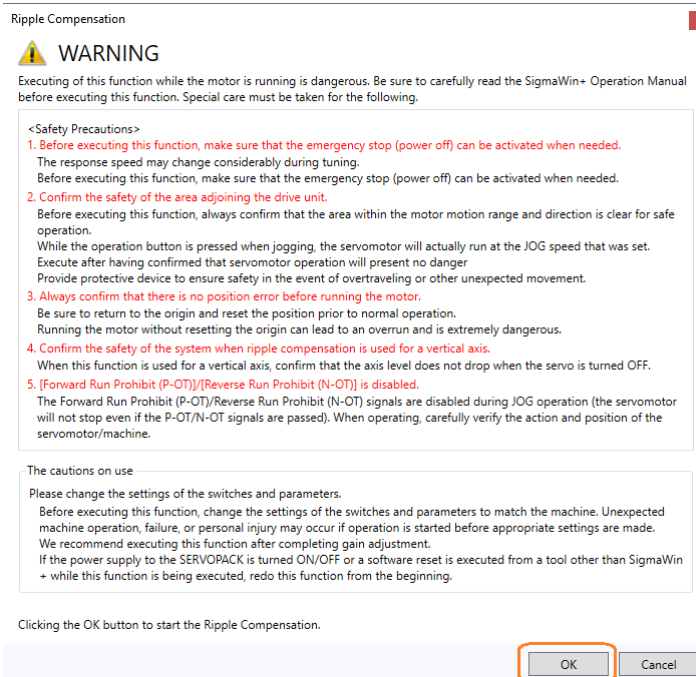 Ripple Compensation
WARNING
Executing of this function while the motor is running is dangerous. Be sure to carefully read the SigmaWin+ Operation Manual
before executing this function. Special care must be taken for the following.
<Safety Precautions>
1. Before executing this function, make sure that the emergency stop (power off) can be activated when needed.
The response speed may change considerably during tuning.
Before executing this function, make sure that the emergency stop (power off) can be activated when needed.
2. Confirm the safety of the area adjoining the drive unit.
Before executing this function, always confirm that the area within the motor motion range and direction is clear for safe
operation.
While the operation button is pressed when jogging, the servomotor will actually run at the JOG speed that was set.
Execute after having confirmed that servomotor operation will present no danger
Provide protective device to ensure safety in the event of overtraveling or other unexpected movement.
3. Always confirm that there is no position error before running the motor.
Be sure to return to the origin and reset the position prior to normal operation.
Running the motor without resetting the origin can lead to an overrun and is extremely dangerous.
4. Confirm the safety of the system when ripple compensation is used for a vertical axis.
When this function is used for a vertical axis, confirm that the axis level does not drop when the servo is turned OFF.
5. [Forward Run Prohibit (P-OT)]/[Reverse Run Prohibit (N-OT)] is disabled.
The Forward Run Prohibit (P-OT)/Reverse Run Prohibit (N-OT) signals are disabled during JOG operation (the servomotor
will not stop even if the P-OT/N-OT signals are passed). When operating, carefully verify the action and position of the
servomotor/machine.
The cautions on use
Please change the settings of the switches and parameters.
Before executing this function, change the settings of the switches and parameters to match the machine. Unexpected
machine operation, failure, or personal injury may occur if operation is started before appropriate settings are made.
We recommend executing this function after completing gain adjustment.
If the power supply to the SERVOPACK is turned ON/OFF or a software reset is executed from a tool other than SigmaWin
+ while this function is being executed, redo this function from the beginning.
Clicking the OK button to start the Ripple Compensation.
OK
Cancel